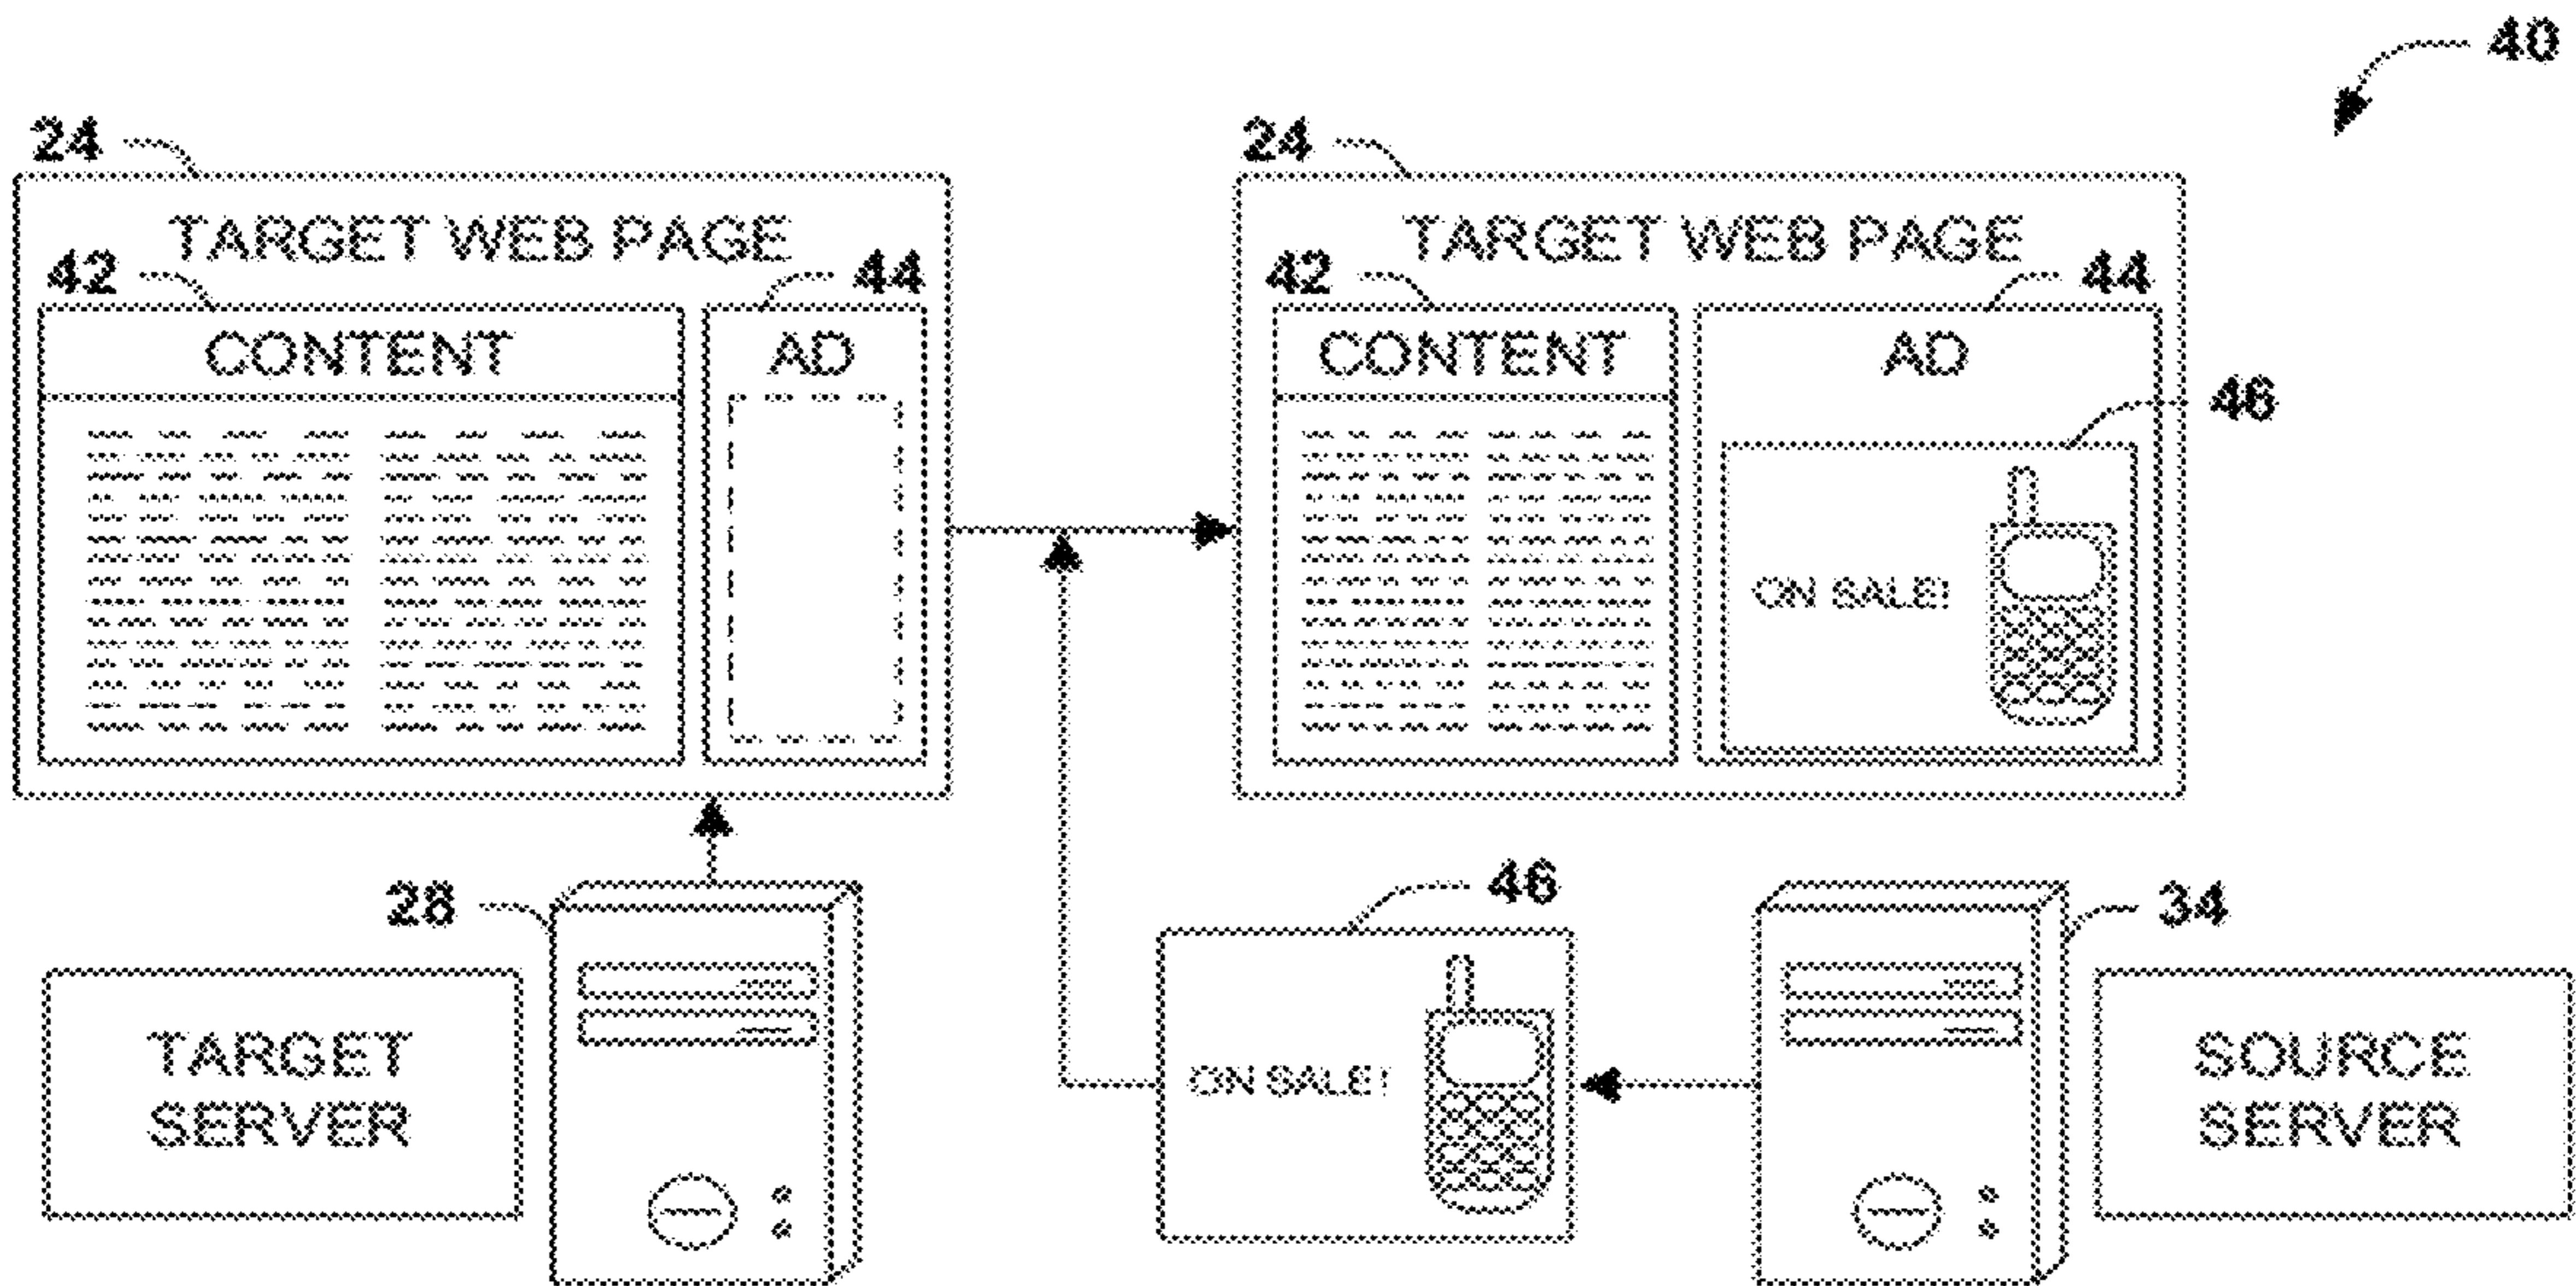 40
24
TARGET WEB PAGE
42
44
CONTENT
AD
24
TARGET WEB PAGE
42
44
CONTENT
AD
46
ON SALE!
28
TARGET
SERVER
46
ON SALE!
34
SOURCE
SERVER